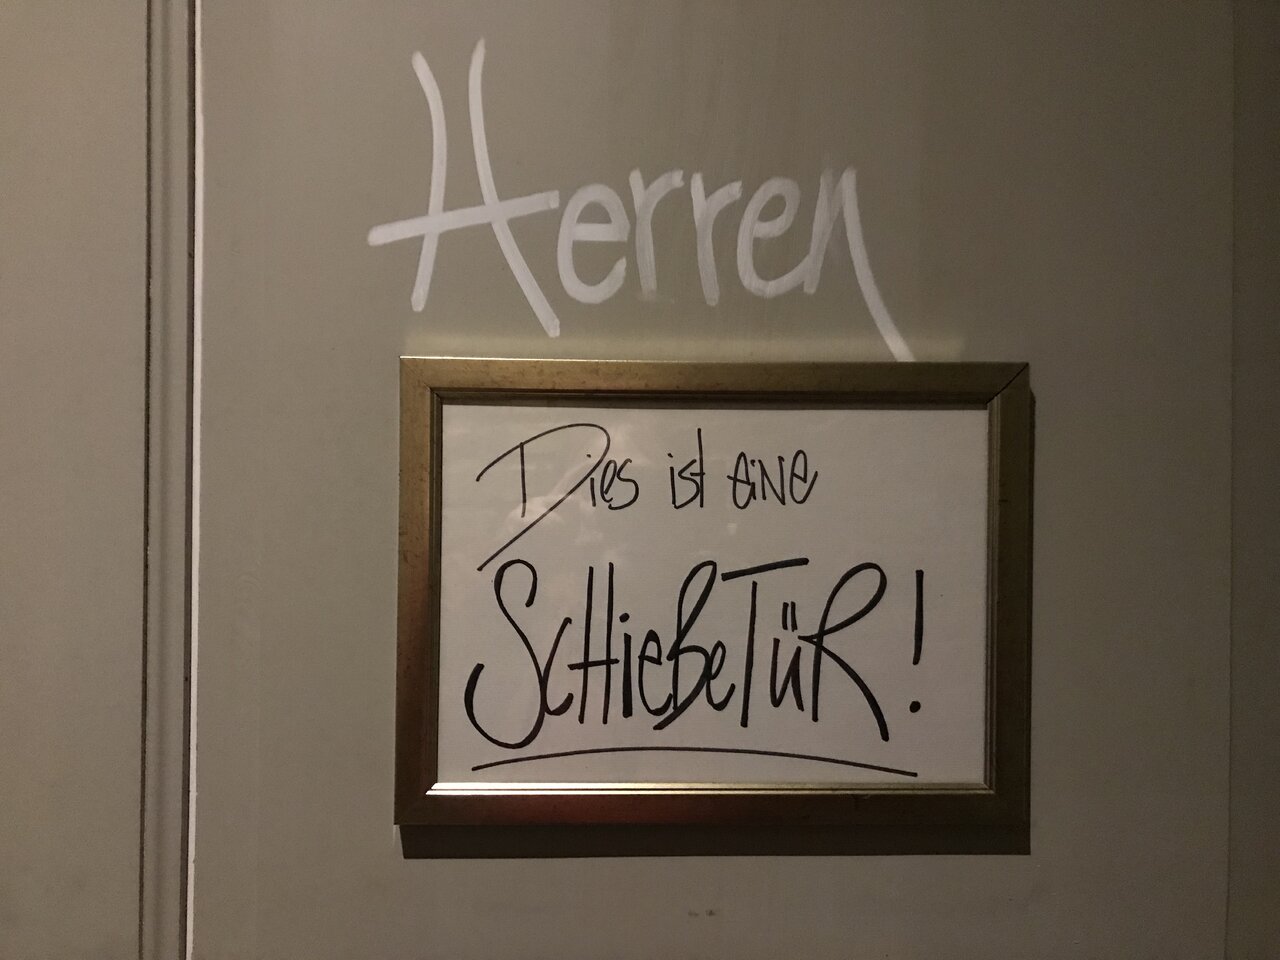 Herren
Dies ist eine
SCHieBeTüR!